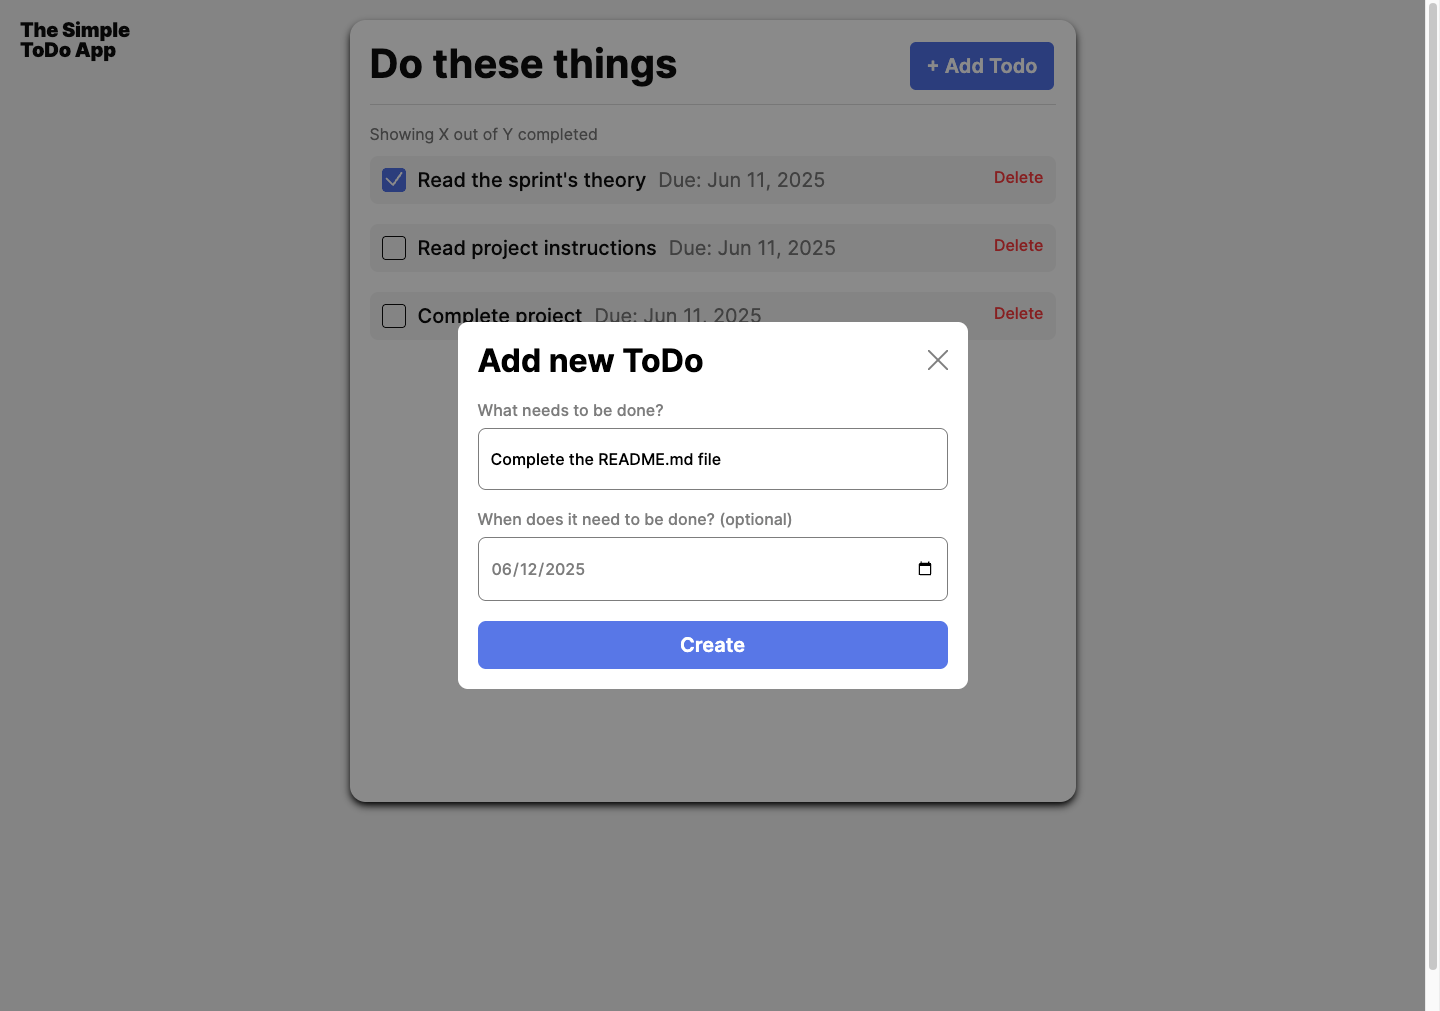 The Simple
ToDo App
Do these things
+ Add Todo
Showing X out of Y completed
Read the sprint's theory Due: Jun 11, 2025 Delete
Read project instructions Due: Jun 11, 2025 Delete
Complete project Due: Jun 11, 2025 Delete
Add new ToDo
What needs to be done?
Complete the README.md file
When does it need to be done? (optional)
06/12/2025
Create